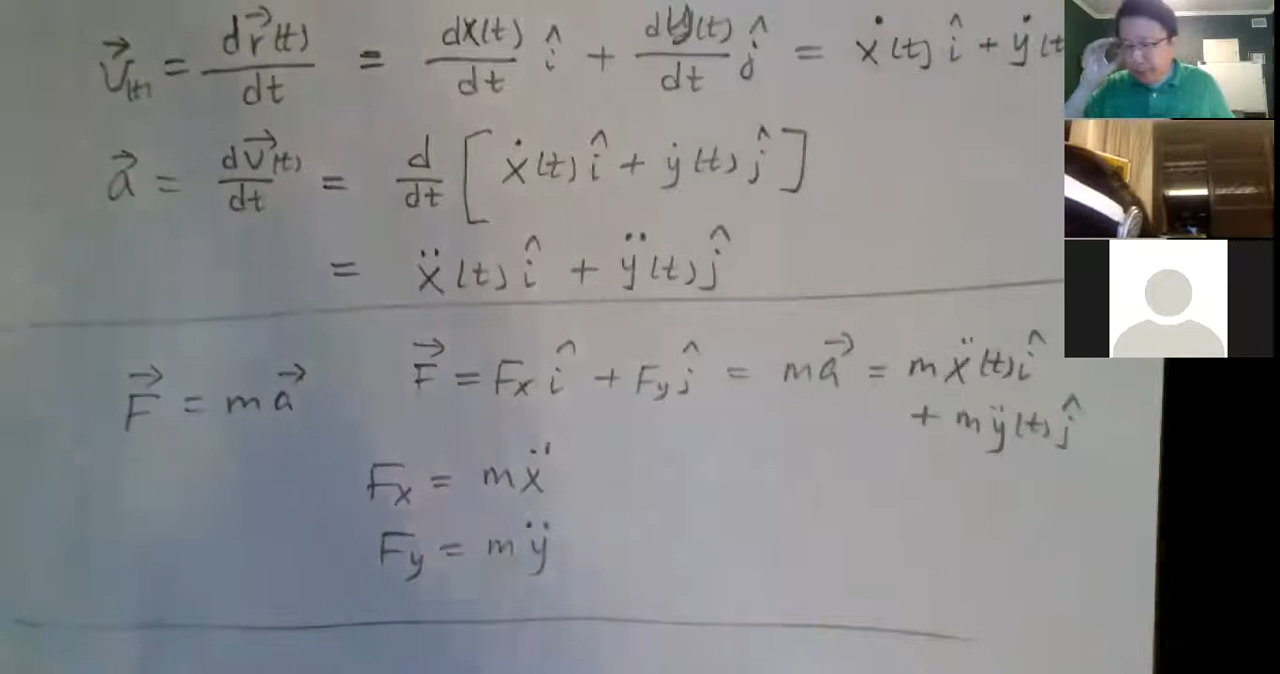 V⃗(t) = dr⃗(t)/dt = dx(t)/dt î + dy(t)/dt ĵ = ẋ(t) î + ẏ(t
a⃗ = dV⃗(t)/dt = d/dt [ ẋ(t) î + ẏ(t) ĵ ]
= ẍ(t) î + ÿ(t) ĵ
F⃗ = ma⃗
F⃗ = Fx î + Fy ĵ = ma⃗ = mẍ(t) î
+ mÿ(t) ĵ
Fx = mẍ
Fy = mÿ